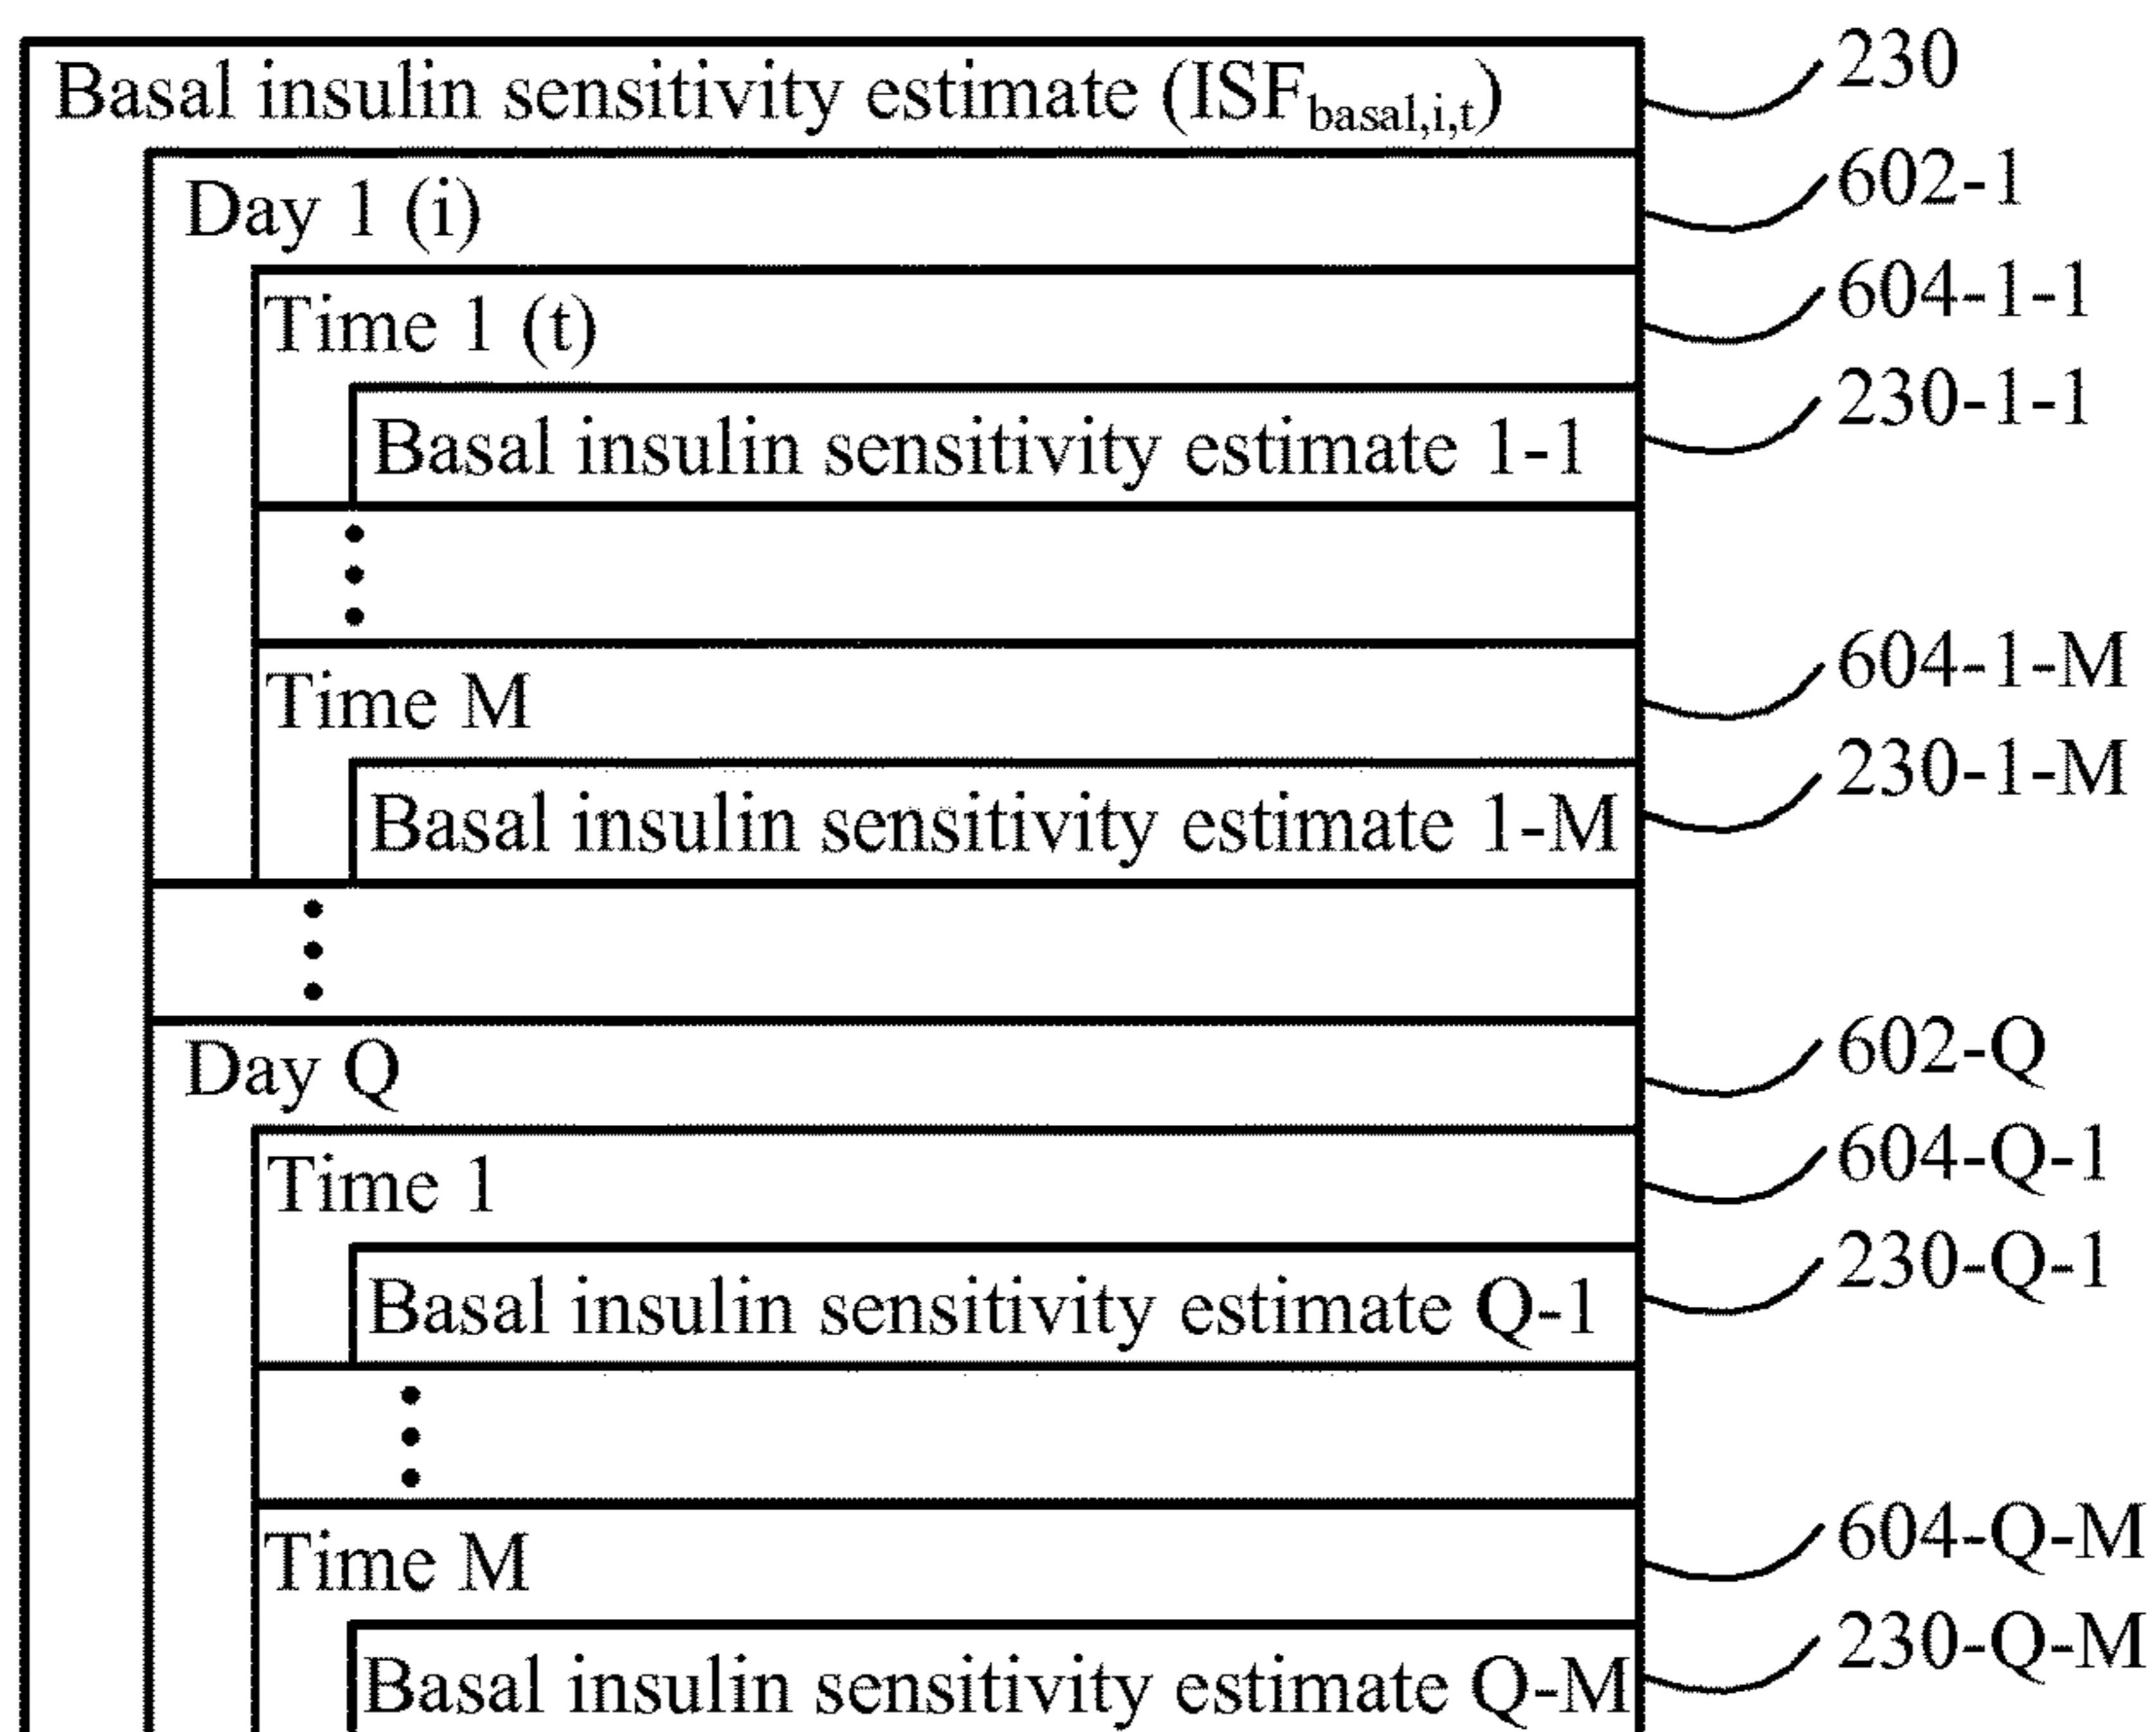 Basal insulin sensitivity estimate (ISFbasal,i,t) 230
Day 1 (i) 602-1
Time 1 (t) 604-1-1
Basal insulin sensitivity estimate 1-1 230-1-1
Time M 604-1-M
Basal insulin sensitivity estimate 1-M 230-1-M
Day Q 602-Q
Time 1 604-Q-1
Basal insulin sensitivity estimate Q-1 230-Q-1
Time M 604-Q-M
Basal insulin sensitivity estimate Q-M 230-Q-M